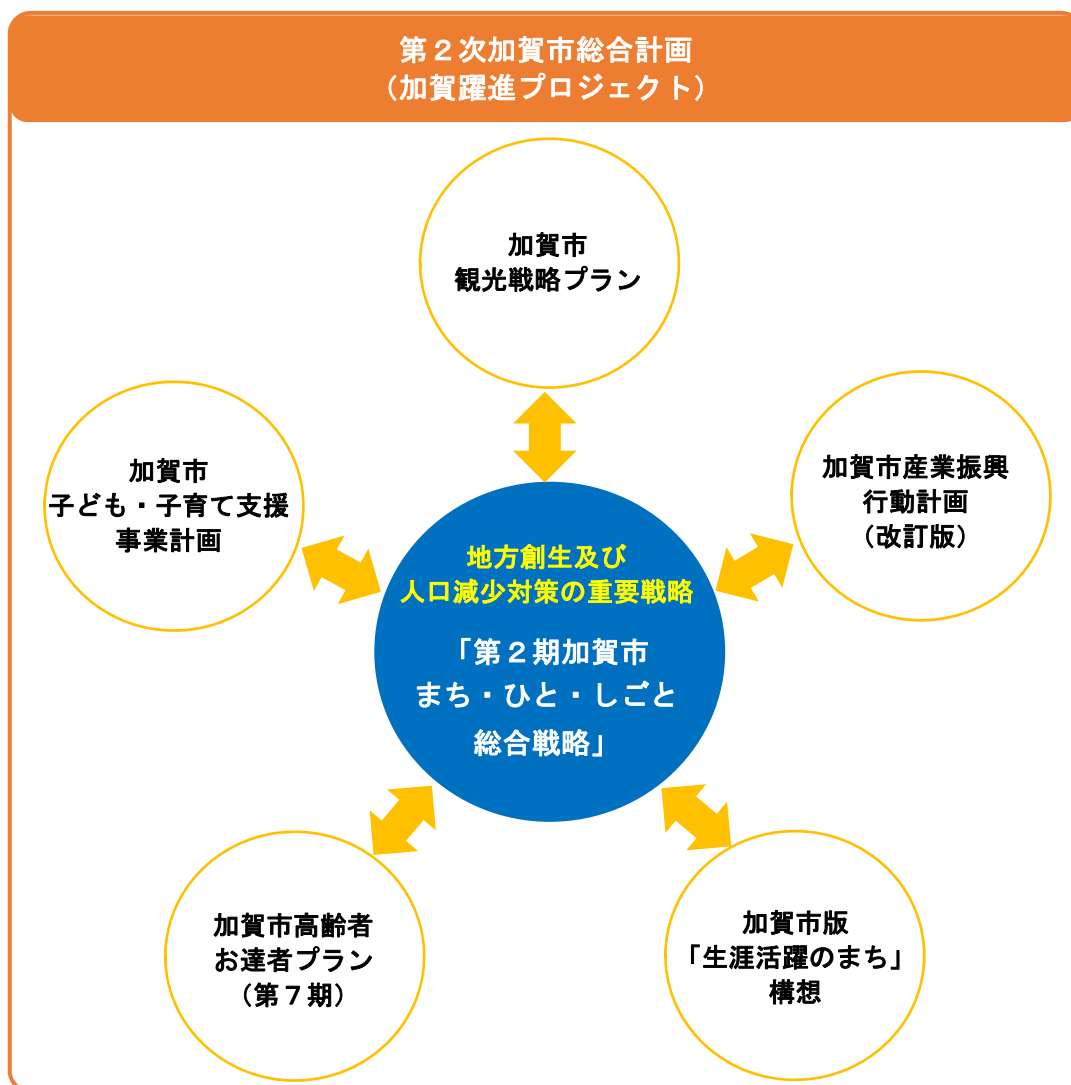 第２次加賀市総合計画
（加賀躍進プロジェクト）
加賀市
観光戦略プラン
加賀市
子ども・子育て支援
事業計画
加賀市産業振興
行動計画
（改訂版）
地方創生及び
人口減少対策の重要戦略
「第２期加賀市
まち・ひと・しごと
総合戦略」
加賀市高齢者
お達者プラン
（第７期）
加賀市版
「生涯活躍のまち」
構想